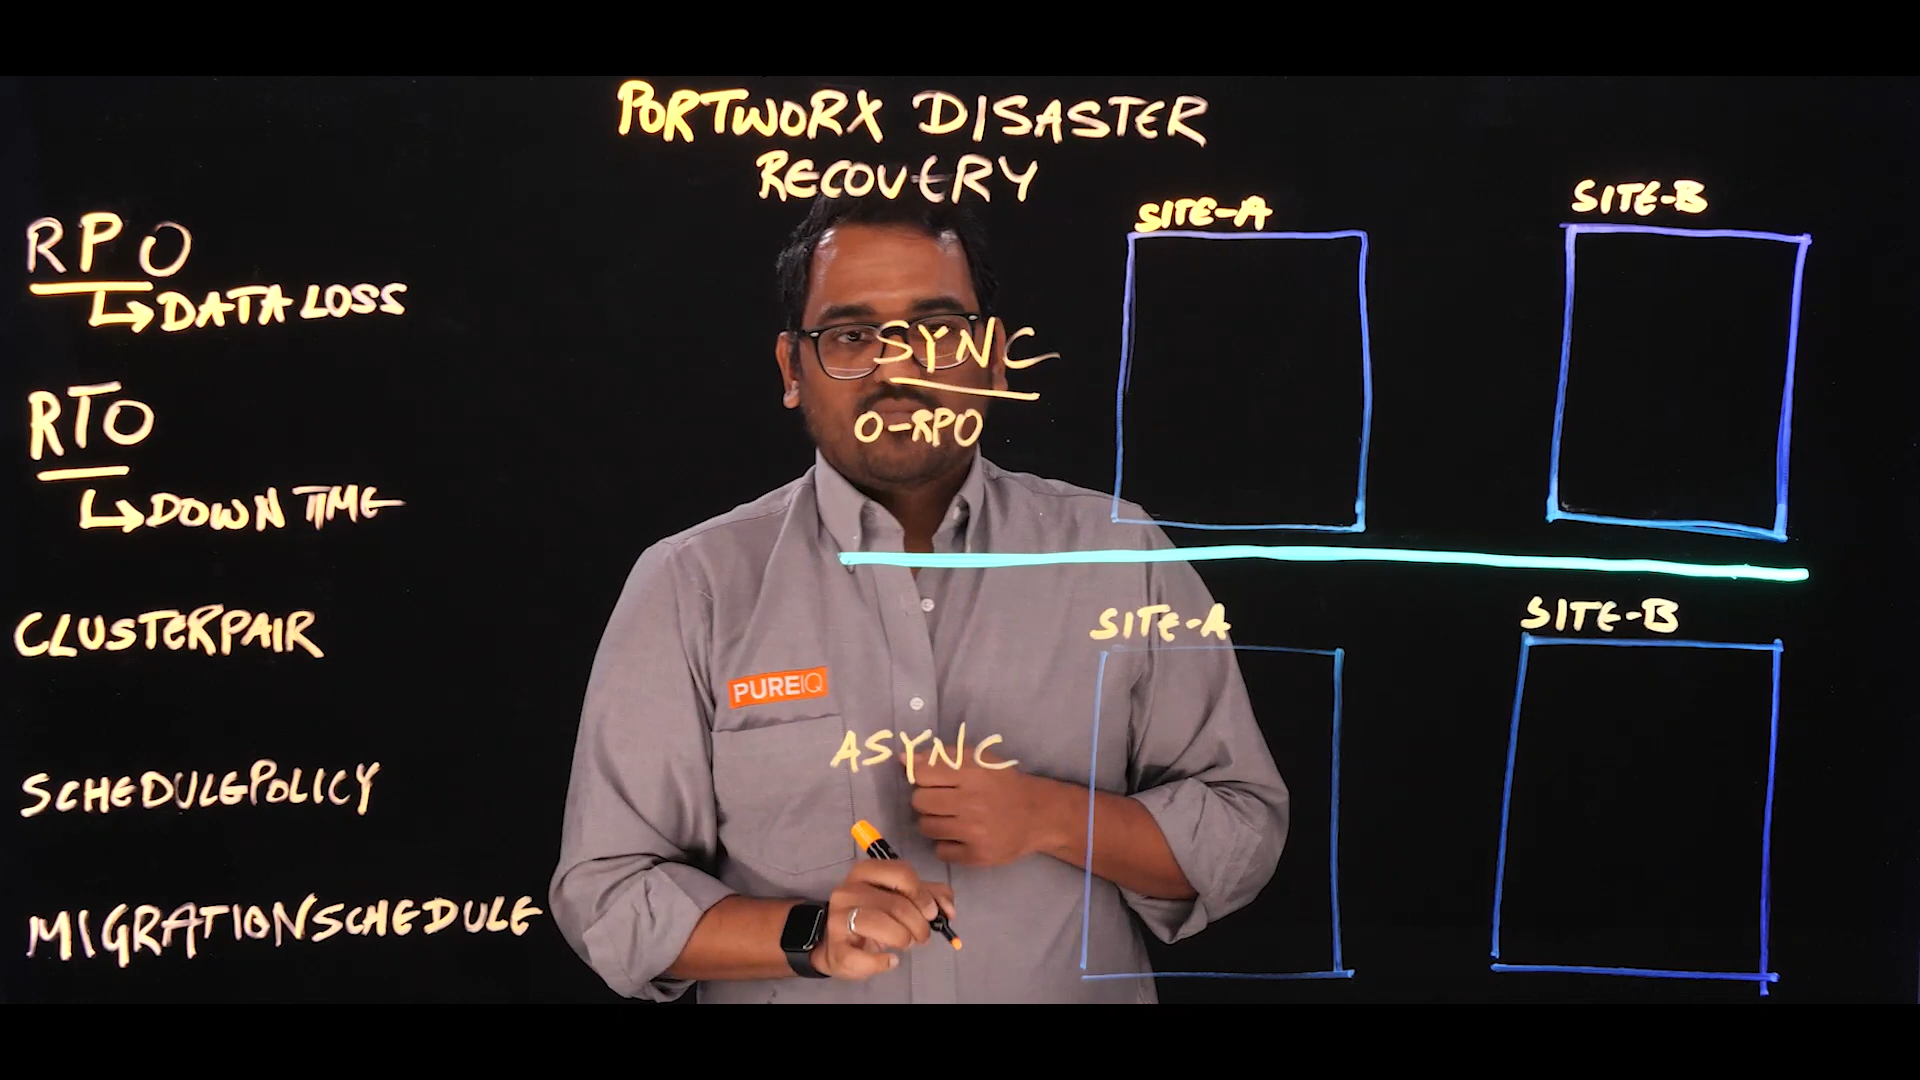 PORTWORX DISASTER
RECOVERY
RPO
DATA LOSS
RTO
DOWN TIME
CLUSTERPAIR
SCHEDULEPOLICY
MIGRATIONSCHEDULE
SYNC
0-RPO
SITE-A
SITE-B
PUREIQ
ASYNC
SITE-A
SITE-B